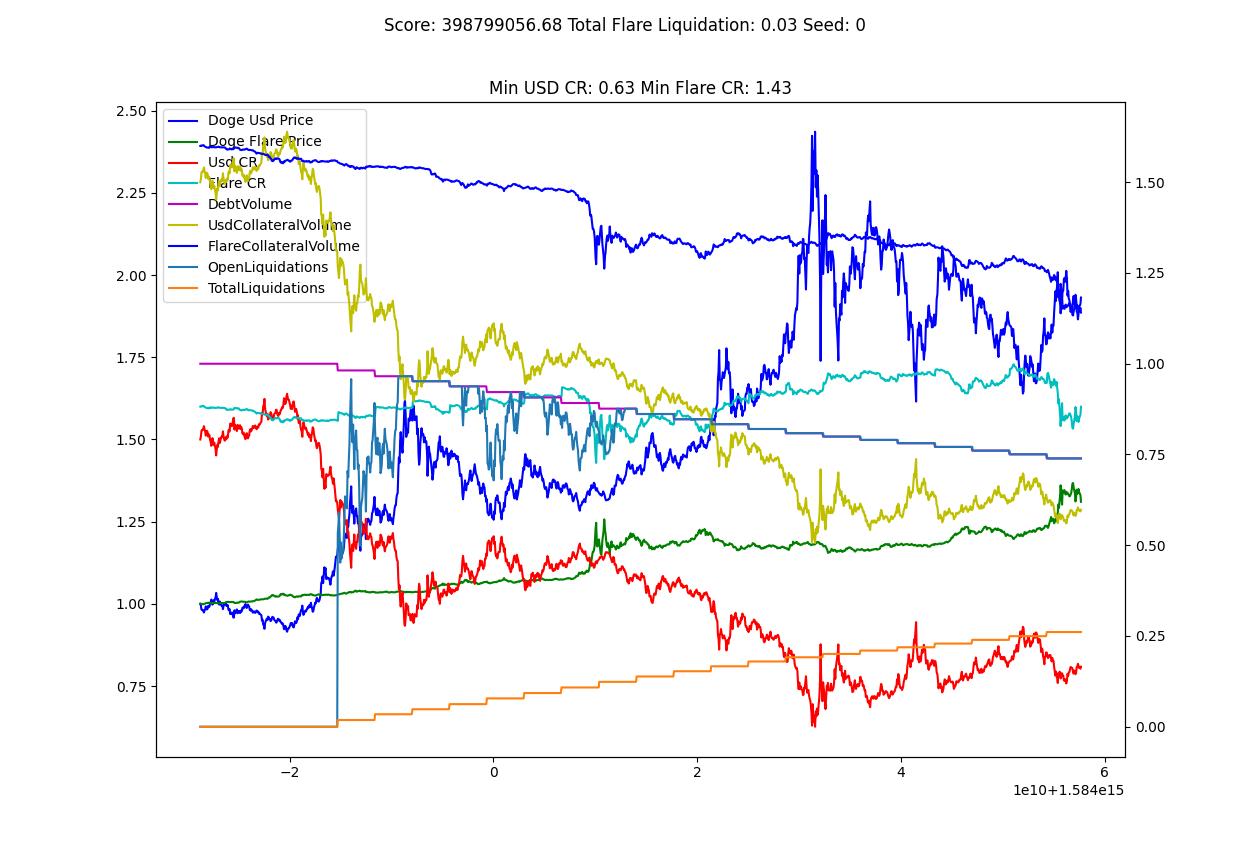 Score: 398799056.68 Total Flare Liquidation: 0.03 Seed: 0
Min USD CR: 0.63 Min Flare CR: 1.43
Doge Usd Price
Doge Flare Price
Usd CR
Flare CR
DebtVolume
UsdCollateralVolume
FlareCollateralVolume
OpenLiquidations
TotalLiquidations
2.50
2.25
2.00
1.75
1.50
1.25
1.00
0.75
1.50
1.25
1.00
0.75
0.50
0.25
0.00
−2
0
2
4
6
1e10+1.584e15